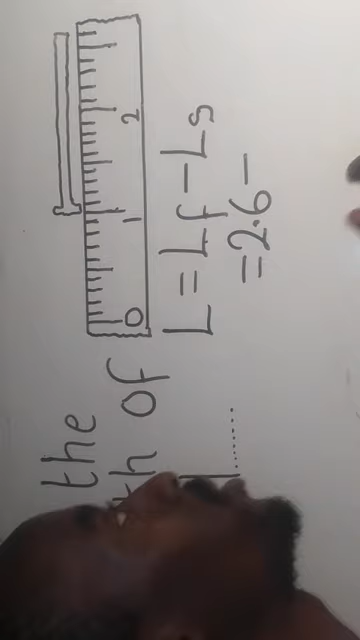 the
of
0 1 2
L = Lf - Ls
= 2.6 -